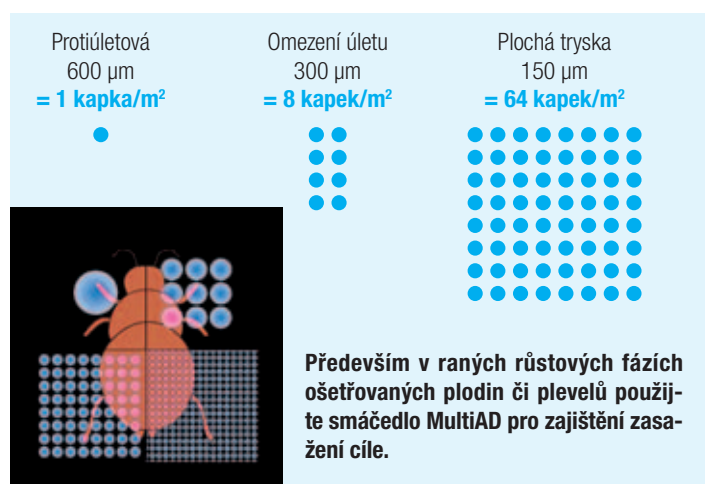 Protiúletová
600 µm
= 1 kapka/m²
Omezení úletu
300 µm
= 8 kapek/m²
Plochá tryska
150 µm
= 64 kapek/m²
Především v raných růstových fázích
ošetřovaných plodin či plevelů použij-
te smáčedlo MultiAD pro zajištění zasa-
žení cíle.